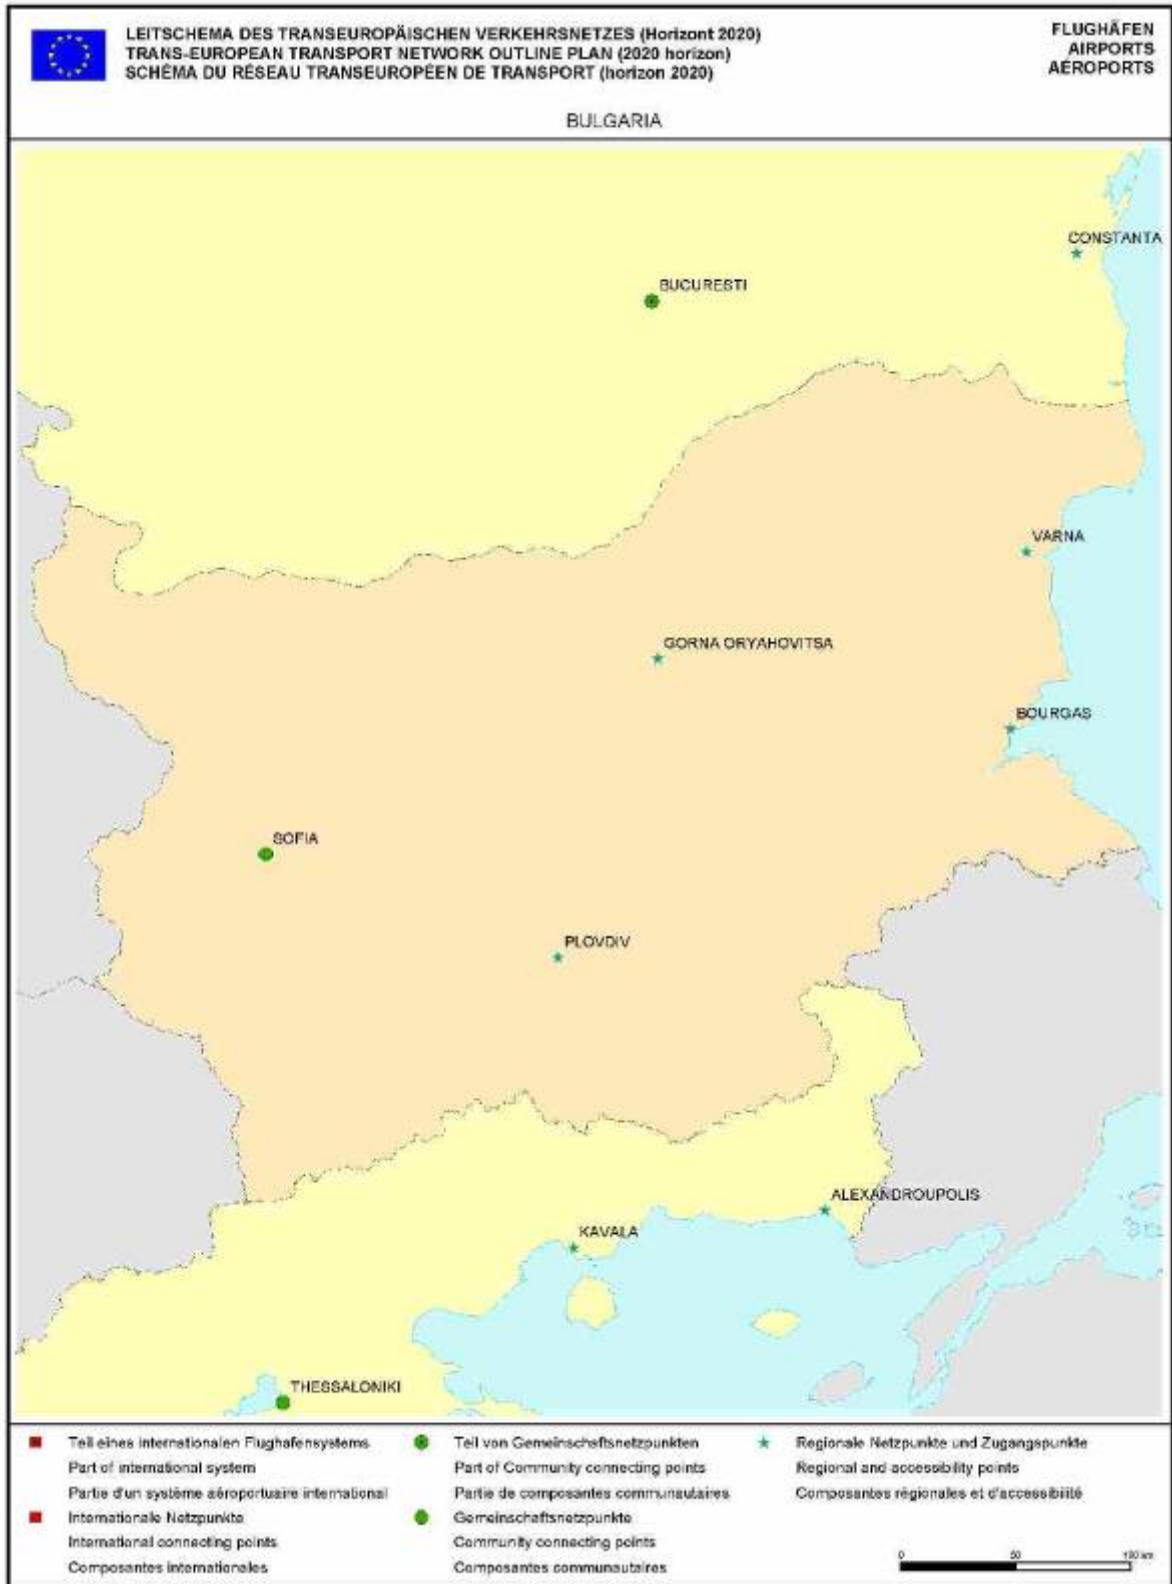 LEITSCHEMA DES TRANSEUROPÄISCHEN VERKEHRSNETZES (Horizont 2020)
TRANS-EUROPEAN TRANSPORT NETWORK OUTLINE PLAN (2020 horizon)
SCHÉMA DU RÉSEAU TRANSEUROPÉEN DE TRANSPORT (horizon 2020)
FLUGHÄFEN
AIRPORTS
AÉROPORTS
BULGARIA
CONSTANTA
BUCURESTI
VARNA
GORNA ORYAHOVITSA
BOURGAS
SOFIA
PLOVDIV
ALEXANDROUPOLIS
KAVALA
THESSALONIKI
Teil eines internationalen Flughafensystems
Part of international system
Partie d'un système aéroportuaire international
Internationale Netzpunkte
International connecting points
Composantes internationales
Teil von Gemeinschaftsnetzpunkten
Part of Community connecting points
Partie de composantes communautaires
Gemeinschaftsnetzpunkte
Community connecting points
Composantes communautaires
Regionale Netzpunkte und Zugangspunkte
Regional and accessibility points
Composantes régionales et d'accessibilité
0 50 100 km